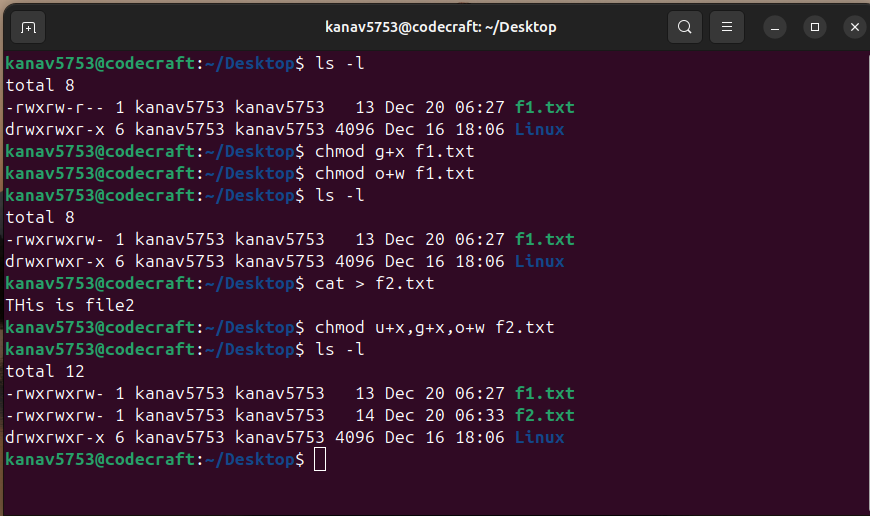 kanav5753@codecraft: ~/Desktop
kanav5753@codecraft:~/Desktop$ ls -l
total 8
-rwxrw-r-- 1 kanav5753 kanav5753   13 Dec 20 06:27 f1.txt
drwxrwxr-x 6 kanav5753 kanav5753 4096 Dec 16 18:06 Linux
kanav5753@codecraft:~/Desktop$ chmod g+x f1.txt
kanav5753@codecraft:~/Desktop$ chmod o+w f1.txt
kanav5753@codecraft:~/Desktop$ ls -l
total 8
-rwxrwxrw- 1 kanav5753 kanav5753   13 Dec 20 06:27 f1.txt
drwxrwxr-x 6 kanav5753 kanav5753 4096 Dec 16 18:06 Linux
kanav5753@codecraft:~/Desktop$ cat > f2.txt
THis is file2
kanav5753@codecraft:~/Desktop$ chmod u+x,g+x,o+w f2.txt
kanav5753@codecraft:~/Desktop$ ls -l
total 12
-rwxrwxrw- 1 kanav5753 kanav5753   13 Dec 20 06:27 f1.txt
-rwxrwxrw- 1 kanav5753 kanav5753   14 Dec 20 06:33 f2.txt
drwxrwxr-x 6 kanav5753 kanav5753 4096 Dec 16 18:06 Linux
kanav5753@codecraft:~/Desktop$